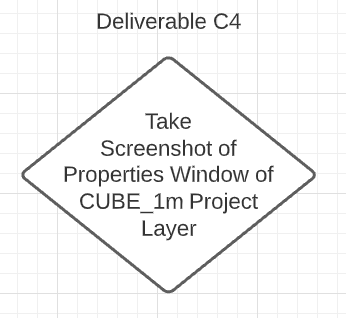 Deliverable C4
Take
Screenshot of
Properties Window of
CUBE_1m Project
Layer